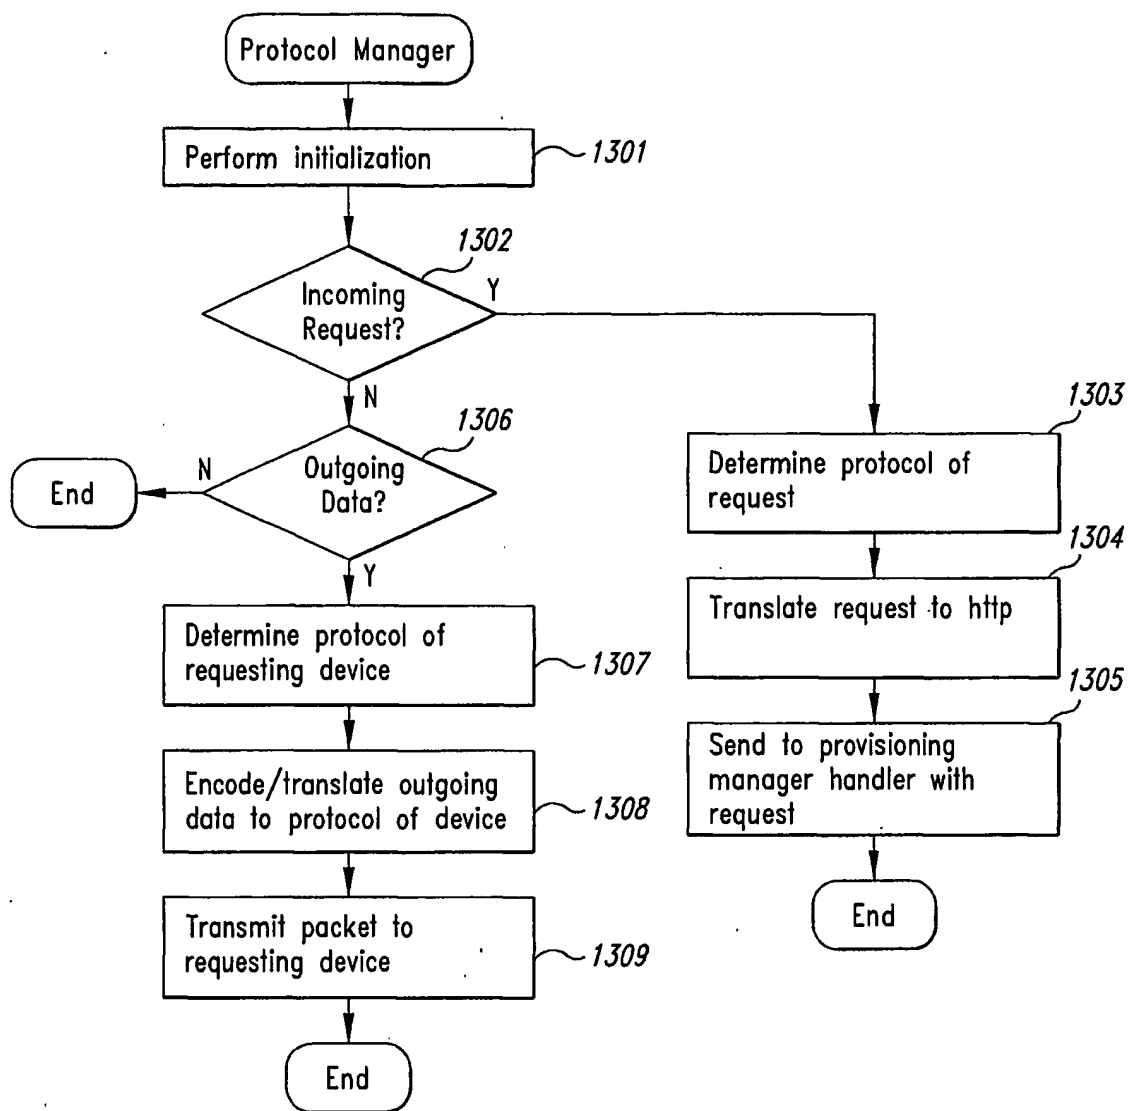 Protocol Manager
Perform initialization
1301
1302
Incoming
Request?
Y
N
1306
Outgoing
Data?
N
End
Y
Determine protocol of
requesting device
1307
Encode/translate outgoing
data to protocol of device
1308
Transmit packet to
requesting device
1309
End
1303
Determine protocol of
request
1304
Translate request to http
1305
Send to provisioning
manager handler with
request
End